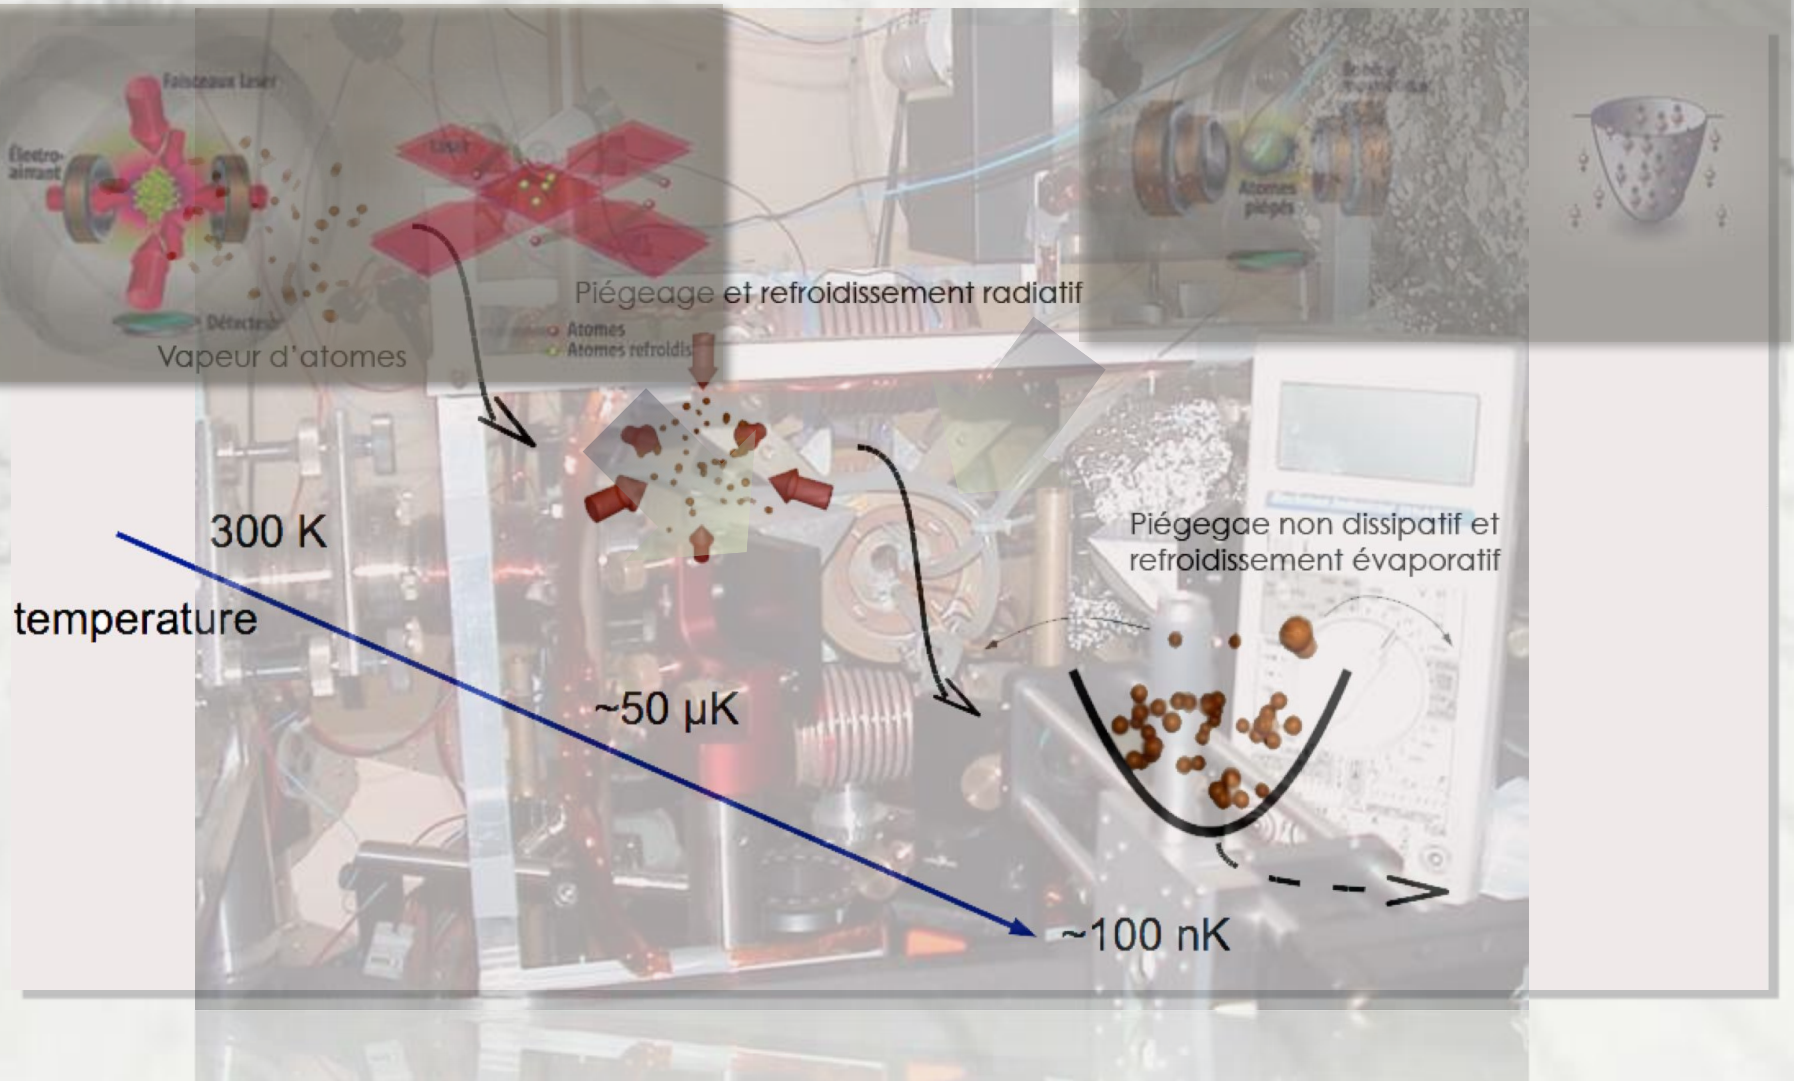 Faisceaux laser
Électro-
aimant
Laser
Atomes
piégés
Piégeage et refroidissement radiatif
Détecteur
Atomes
Atomes refroidis
Vapeur d'atomes
300 K
Piégegae non dissipatif et
refroidissement évaporatif
temperature
~50 µK
~100 nK